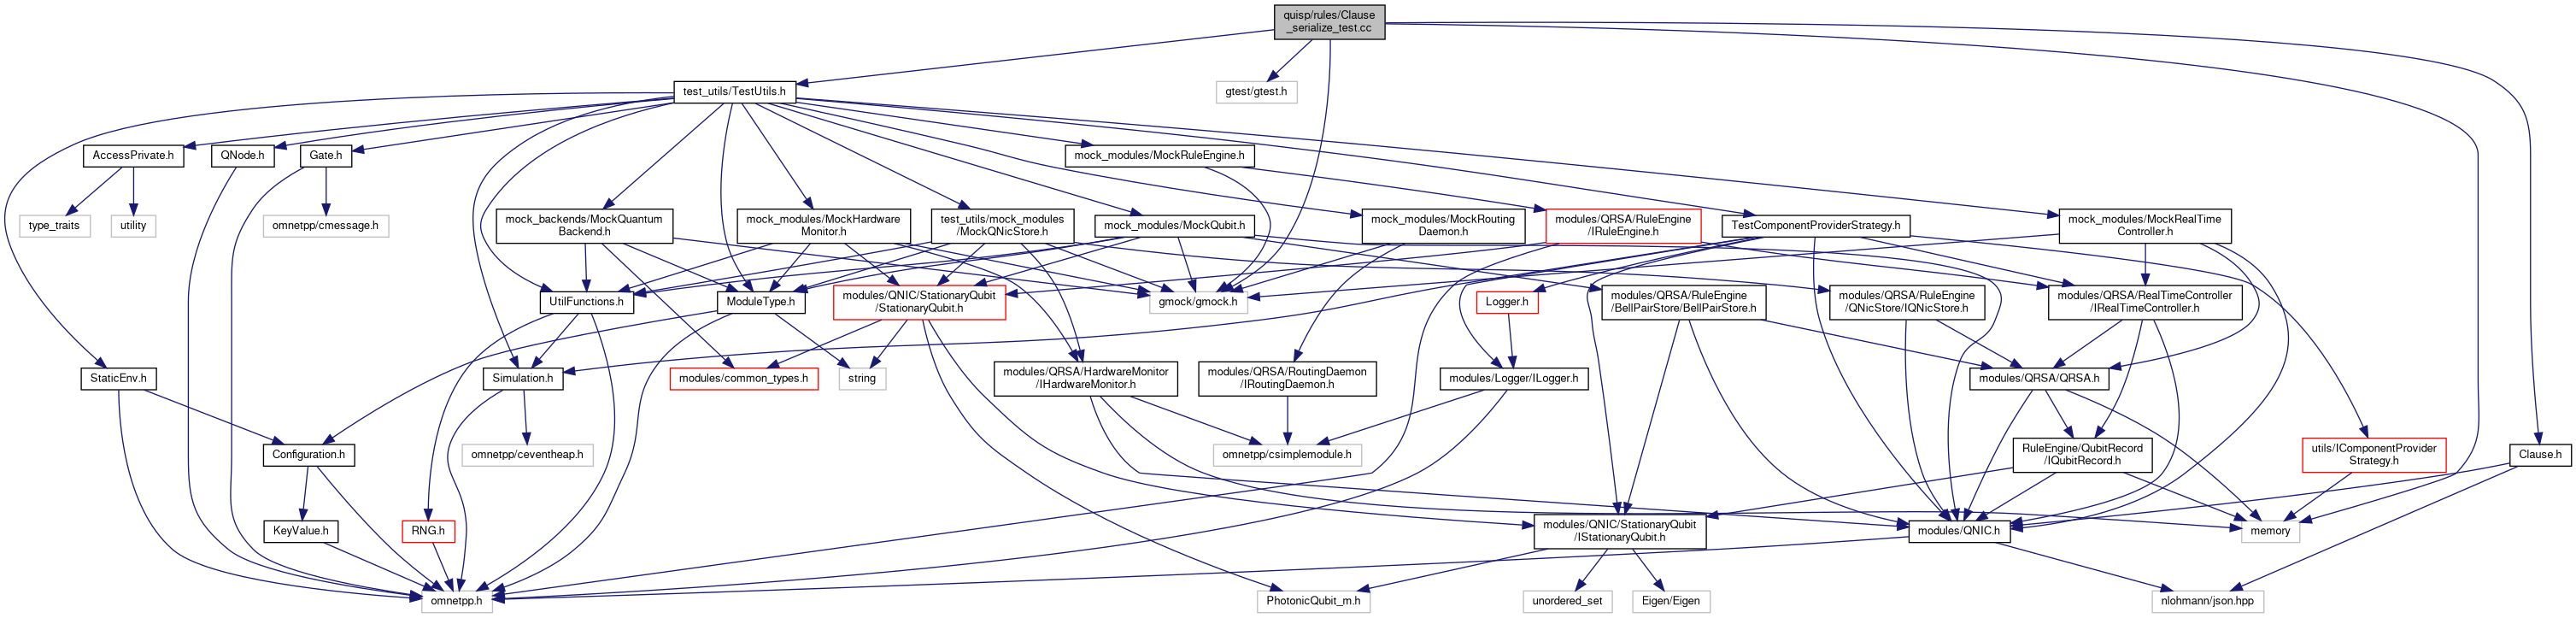 quisp/rules/Clause
_serialize_test.cc
test_utils/TestUtils.h
gtest/gtest.h
AccessPrivate.h
QNode.h
Gate.h
mock_modules/MockRuleEngine.h
type_traits
utility
omnetpp/cmessage.h
mock_backends/MockQuantum
Backend.h
mock_modules/MockHardware
Monitor.h
test_utils/mock_modules
/MockQNicStore.h
mock_modules/MockQubit.h
mock_modules/MockRouting
Daemon.h
modules/QRSA/RuleEngine
/IRuleEngine.h
TestComponentProviderStrategy.h
mock_modules/MockRealTime
Controller.h
UtilFunctions.h
ModuleType.h
modules/QNIC/StationaryQubit
/StationaryQubit.h
gmock/gmock.h
Logger.h
modules/QRSA/RuleEngine
/BellPairStore/BellPairStore.h
modules/QRSA/RuleEngine
/QNicStore/IQNicStore.h
modules/QRSA/RealTimeController
/IRealTimeController.h
StaticEnv.h
Simulation.h
modules/common_types.h
string
modules/QRSA/HardwareMonitor
/IHardwareMonitor.h
modules/QRSA/RoutingDaemon
/IRoutingDaemon.h
modules/Logger/ILogger.h
modules/QRSA/QRSA.h
Configuration.h
omnetpp/ceventheap.h
omnetpp/csimplemodule.h
RuleEngine/QubitRecord
/IQubitRecord.h
utils/IComponentProvider
Strategy.h
Clause.h
KeyValue.h
RNG.h
modules/QNIC/StationaryQubit
/IStationaryQubit.h
modules/QNIC.h
memory
omnetpp.h
PhotonicQubit_m.h
unordered_set
Eigen/Eigen
nlohmann/json.hpp